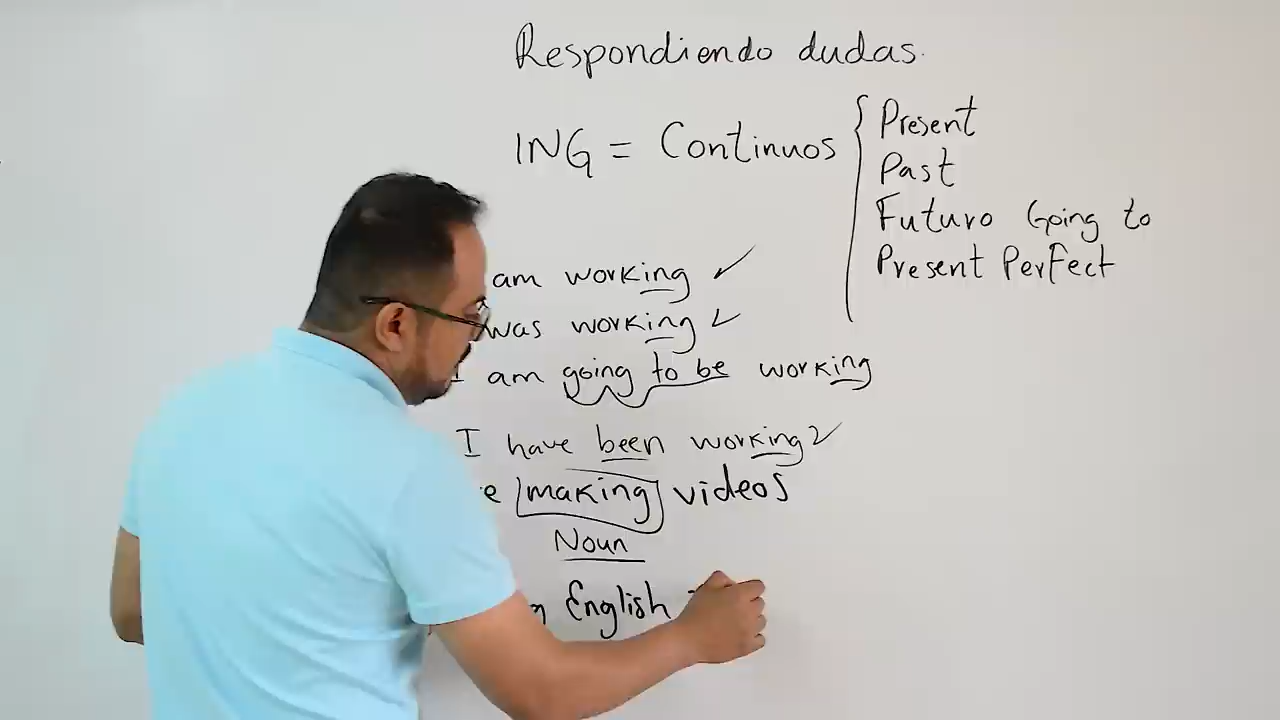 Respondiendo dudas.
ING = Continuos { Present
Past
Futuro Going to
Present Perfect
am working ✓
was working ✓
I am going to be working
I have been working ✓
making videos
Noun
English